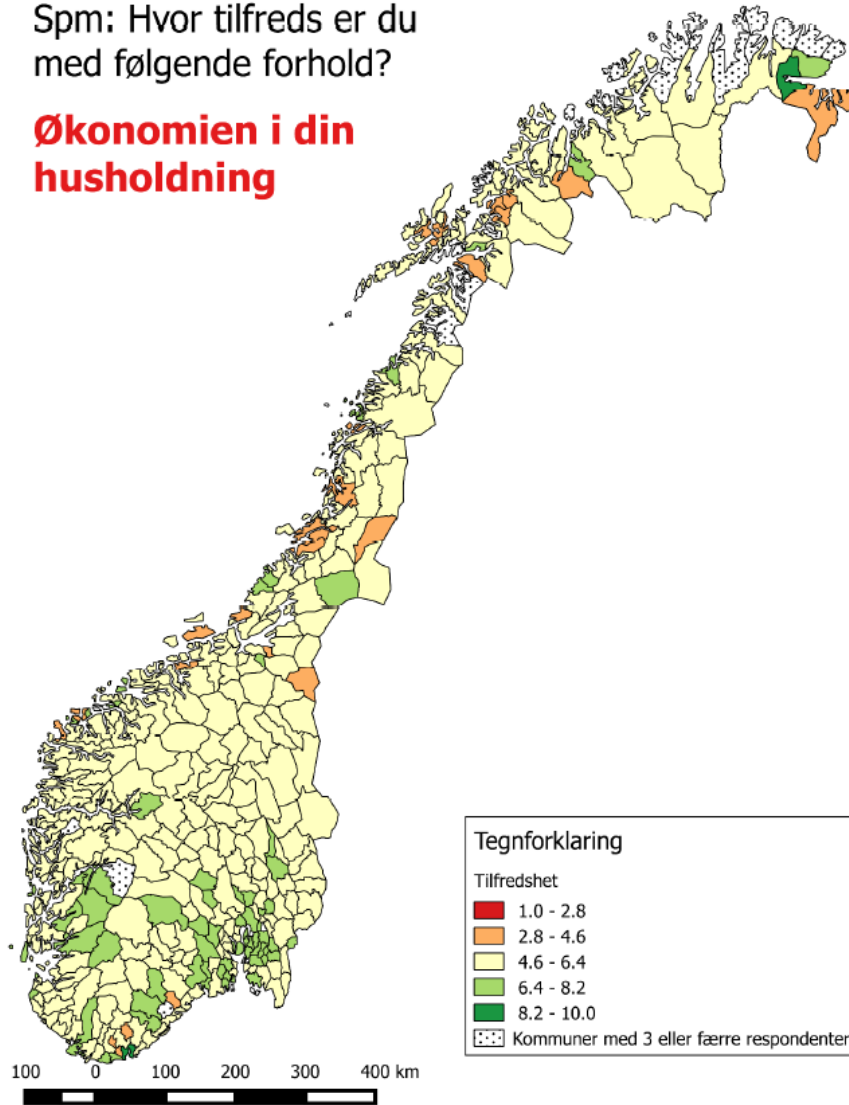 Spm: Hvor tilfreds er du
med følgende forhold?
Økonomien i din
husholdning
Tegnforklaring
Tilfredshet
1.0 - 2.8
2.8 - 4.6
4.6 - 6.4
6.4 - 8.2
8.2 - 10.0
Kommuner med 3 eller færre respondenter
100 0 100 200 300 400 km